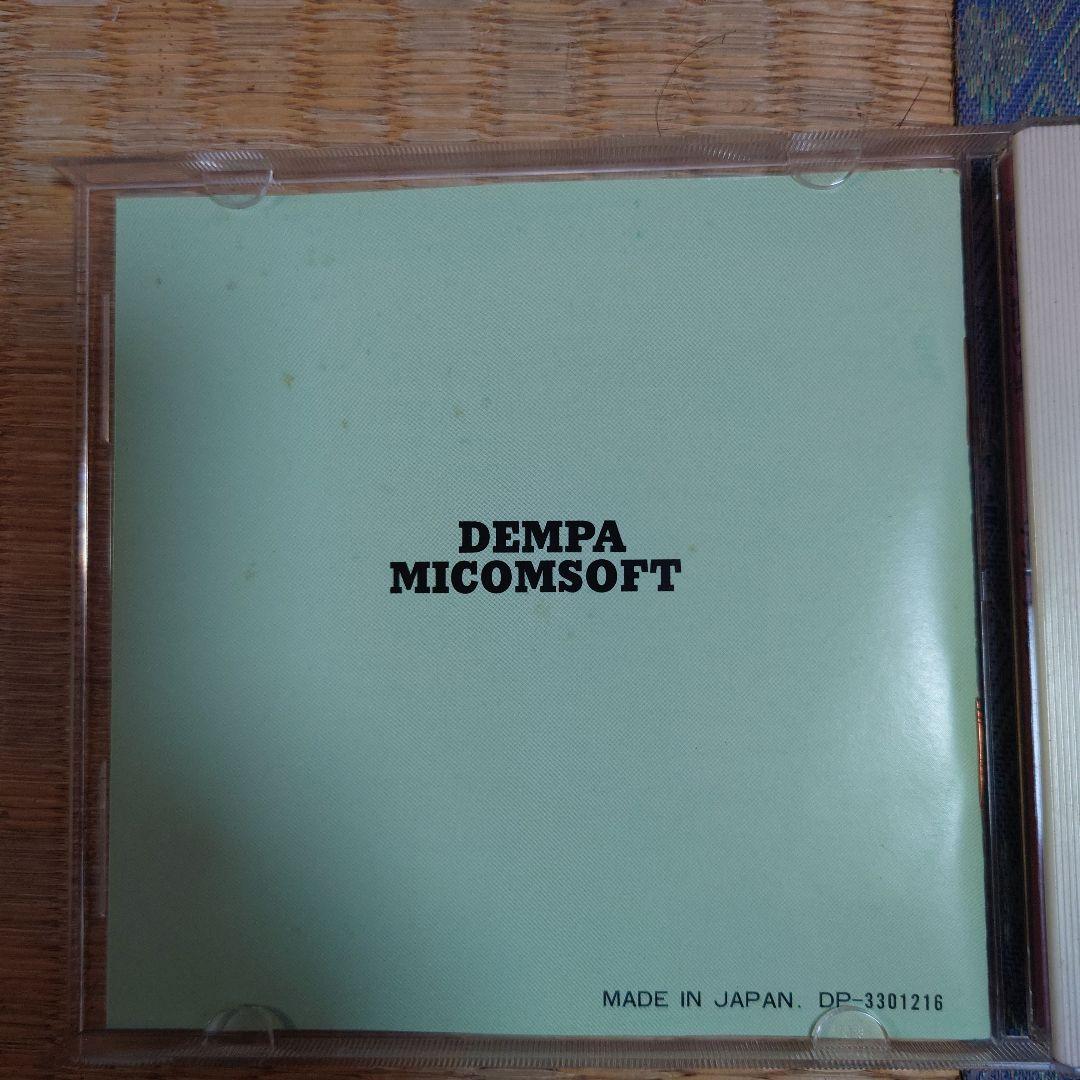 DEMPA
MICOMSOFT
MADE IN JAPAN. DP-3301216